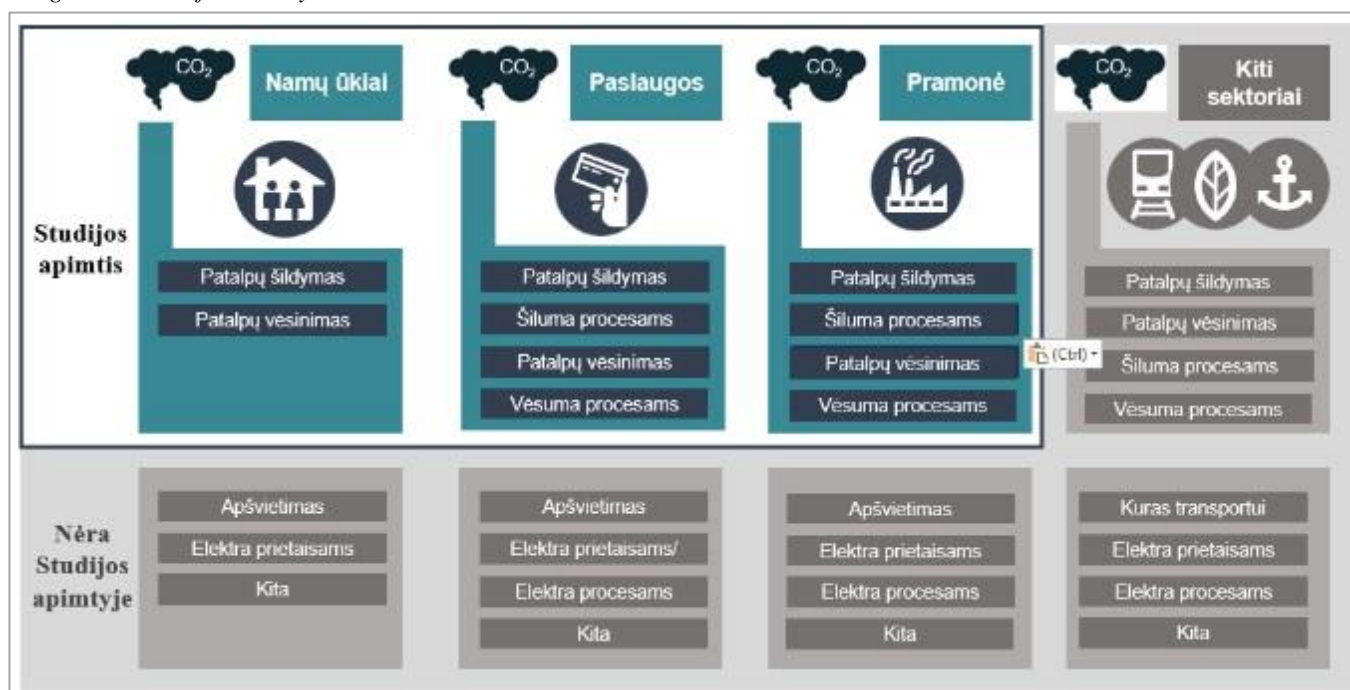 CO2
Namų ūkiai
CO2
Paslaugos
CO2
Pramonė
CO2
Kiti
sektoriai
Studijos
apimtis
Patalpų šildymas
Patalpų vėsinimas
Patalpų šildymas
Šiluma procesams
Patalpų vėsinimas
Vėsuma procesams
Patalpų šildymas
Šiluma procesams
Patalpų vėsinimas
Vėsuma procesams
(Ctrl)
Patalpų šildymas
Patalpų vėsinimas
Šiluma procesams
Vėsuma procesams
Nėra
Studijos
apimtyje
Apšvietimas
Elektra prietaisams
Kita
Apšvietimas
Elektra prietaisams/
Elektra procesams
Kita
Apšvietimas
Elektra prietaisams
Elektra procesams
Kita
Kuras transportui
Elektra prietaisams
Elektra procesams
Kita